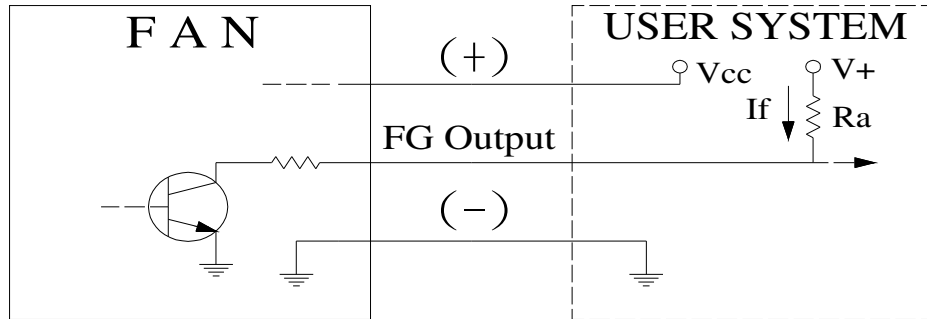 F A N
USER SYSTEM
(+)
Vcc
V+
If
Ra
FG Output
(-)